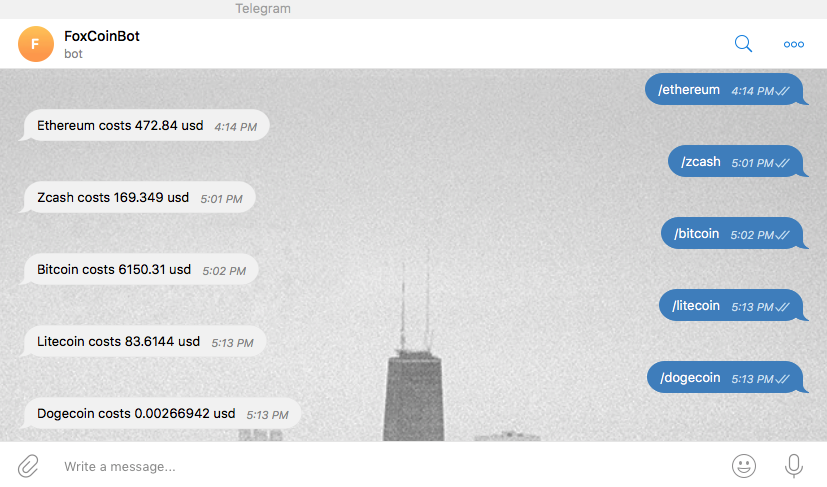 Telegram
F
FoxCoinBot
bot
/ethereum 4:14 PM
Ethereum costs 472.84 usd 4:14 PM
/zcash 5:01 PM
Zcash costs 169.349 usd 5:01 PM
/bitcoin 5:02 PM
Bitcoin costs 6150.31 usd 5:02 PM
/litecoin 5:13 PM
Litecoin costs 83.6144 usd 5:13 PM
/dogecoin 5:13 PM
Dogecoin costs 0.00266942 usd 5:13 PM
Write a message...